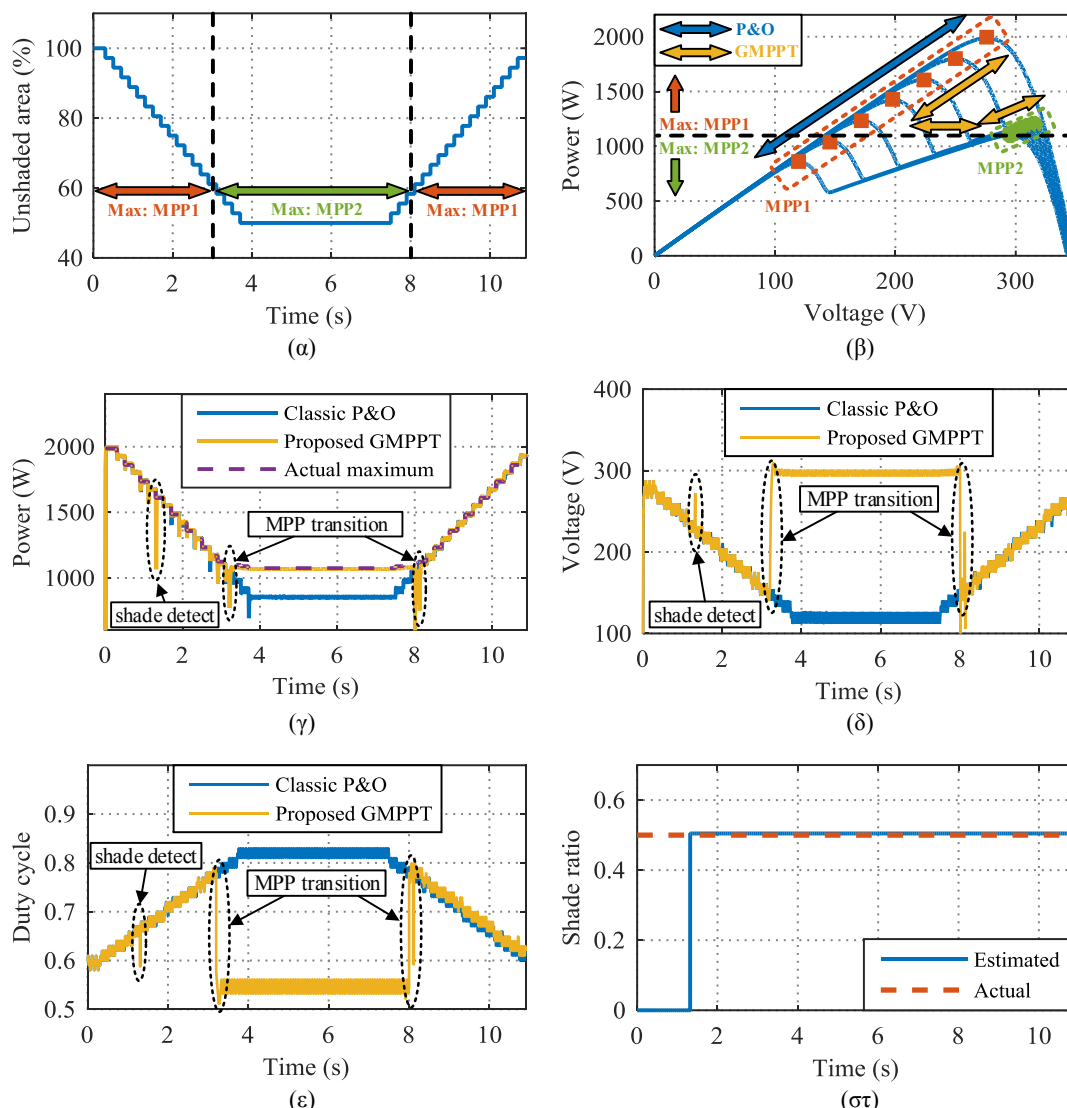 100
80
60
40
Unshaded area (%)
Max: MPP1
Max: MPP2
Max: MPP1
0
2
4
6
8
10
Time (s)
(α)
2000
1500
1000
500
0
Power (W)
P&O
GMPPT
Max: MPP1
Max: MPP2
MPP1
MPP2
100
200
300
Voltage (V)
(β)
2000
1500
1000
Power (W)
Classic P&O
Proposed GMPPT
Actual maximum
MPP transition
shade detect
0
2
4
6
8
10
Time (s)
(γ)
400
300
200
100
Voltage (V)
Classic P&O
Proposed GMPPT
MPP transition
shade detect
0
2
4
6
8
10
Time (s)
(δ)
0.9
0.8
0.7
0.6
0.5
Duty cycle
Classic P&O
Proposed GMPPT
shade detect
MPP transition
0
2
4
6
8
10
Time (s)
(ε)
0.6
0.4
0.2
0
Shade ratio
Estimated
Actual
0
2
4
6
8
10
Time (s)
(στ)